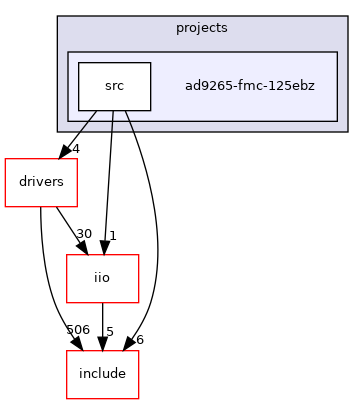 projects
src
ad9265-fmc-125ebz
4
drivers
30
1
iio
506
5
6
include